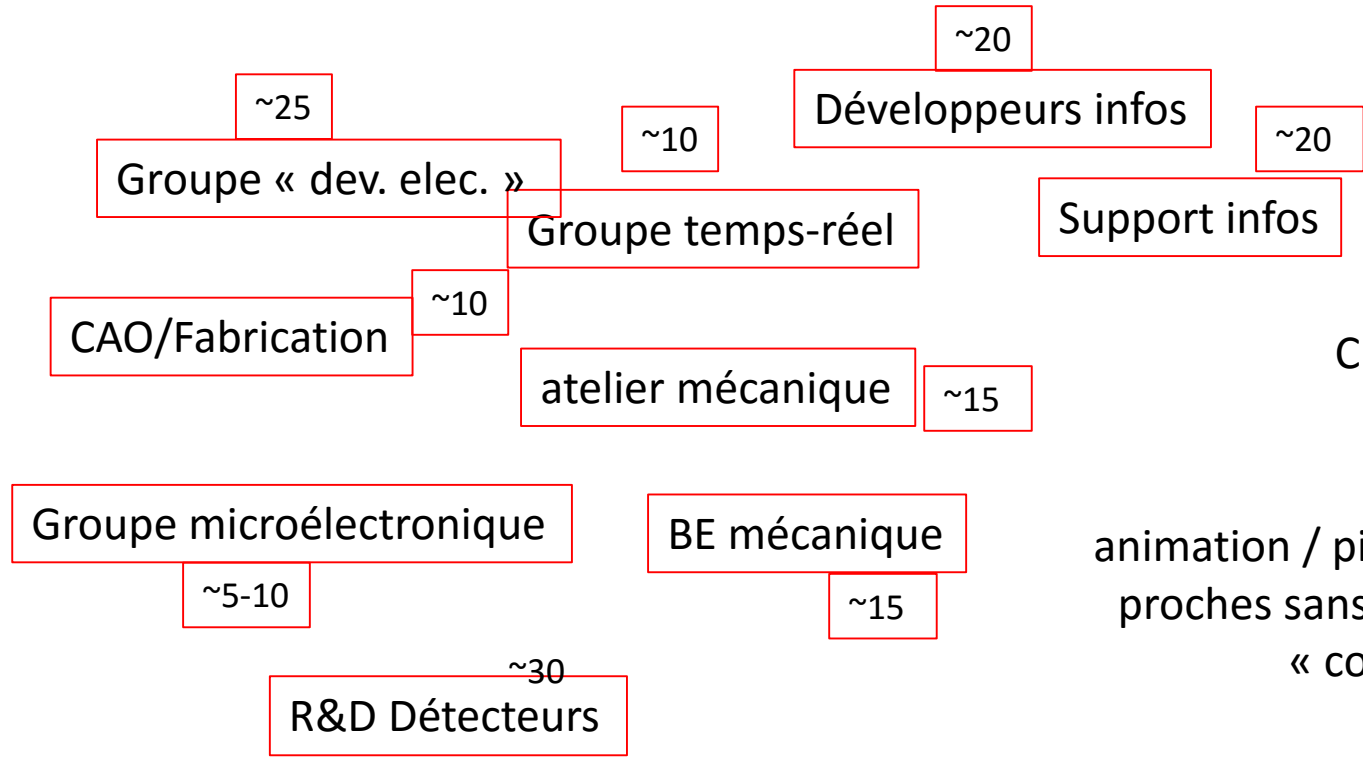 ~20
Développeurs infos
~25
~10
~20
Groupe « dev. elec. »
Groupe temps-réel
Support infos
~10
CAO/Fabrication
C
atelier mécanique
~15
Groupe microélectronique
BE mécanique
animation / pi
proches sans
« co
~5-10
~15
~30
R&D Détecteurs